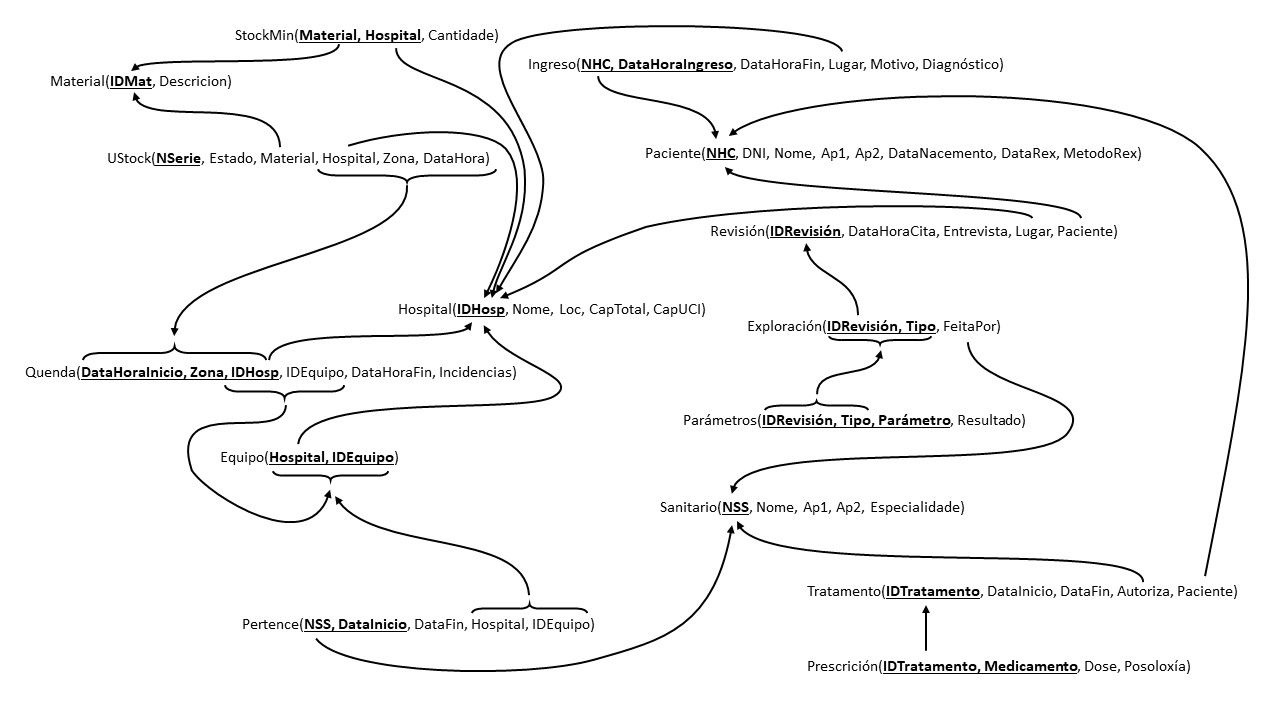 StockMin(Material, Hospital, Cantidade)
Ingreso(NHC, DataHoraIngreso, DataHoraFin, Lugar, Motivo, Diagnóstico)
Material(IDMat, Descricion)
UStock(NSerie, Estado, Material, Hospital, Zona, DataHora)
Paciente(NHC, DNI, Nome, Ap1, Ap2, DataNacemento, DataRex, MetodoRex)
Revisión(IDRevisión, DataHoraCita, Entrevista, Lugar, Paciente)
Hospital(IDHosp, Nome, Loc, CapTotal, CapUCI)
Exploración(IDRevisión, Tipo, FeitaPor)
Quenda(DataHoraInicio, Zona, IDHosp, IDEquipo, DataHoraFin, Incidencias)
Parámetros(IDRevisión, Tipo, Parámetro, Resultado)
Equipo(Hospital, IDEquipo)
Sanitario(NSS, Nome, Ap1, Ap2, Especialidade)
Tratamento(IDTratamento, DataInicio, DataFin, Autoriza, Paciente)
Pertence(NSS, DataInicio, DataFin, Hospital, IDEquipo)
Prescrición(IDTratamento, Medicamento, Dose, Posoloxía)